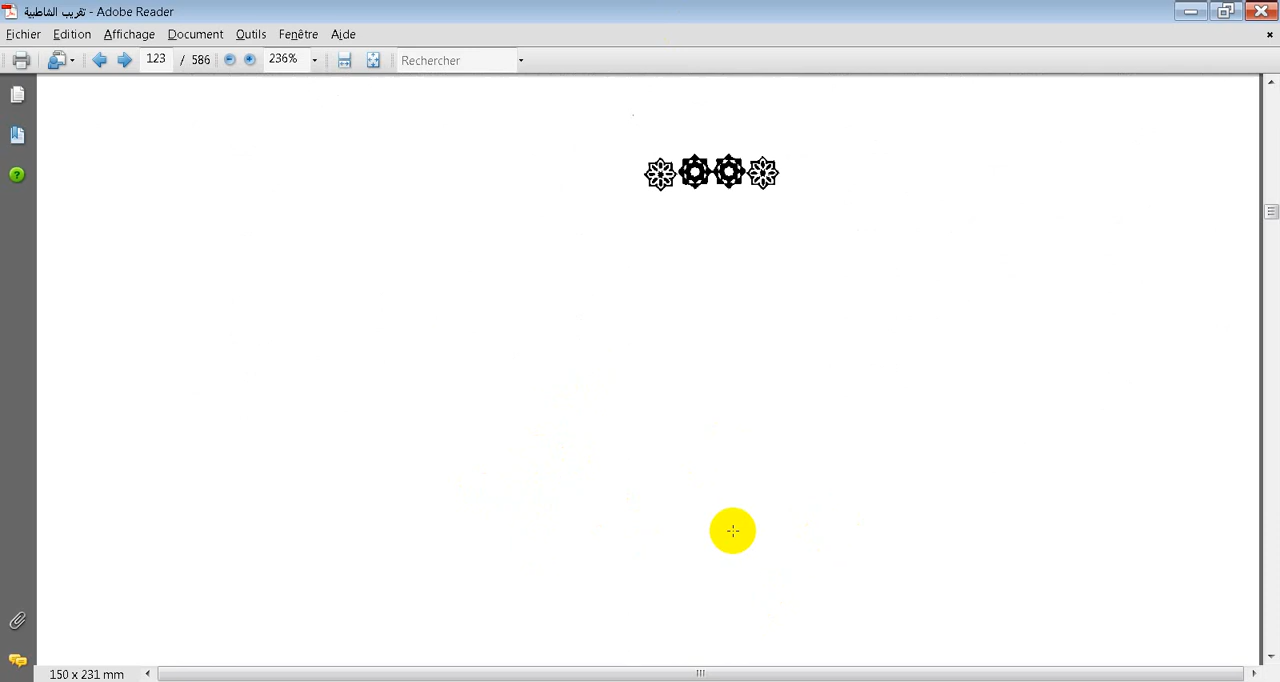 تقريب الشاطبية - Adobe Reader
Fichier Edition Affichage Document Outils Fenêtre Aide
123 / 586 236% Rechercher
150 x 231 mm